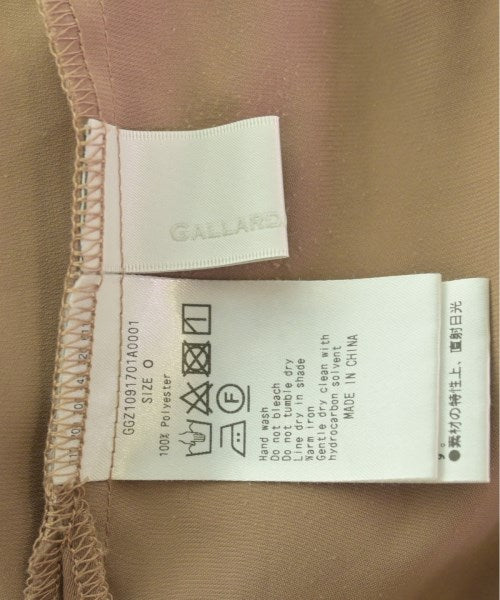 GALLARD
GGZ1091701A0001
SIZE O
100% Polyester
Hand wash
Do not bleach
Do not tumble dry
Line dry in shade
Warm iron
Gentle dry clean with
hydrocarbon solvent
MADE IN CHINA
●素材の特性上、直射日光